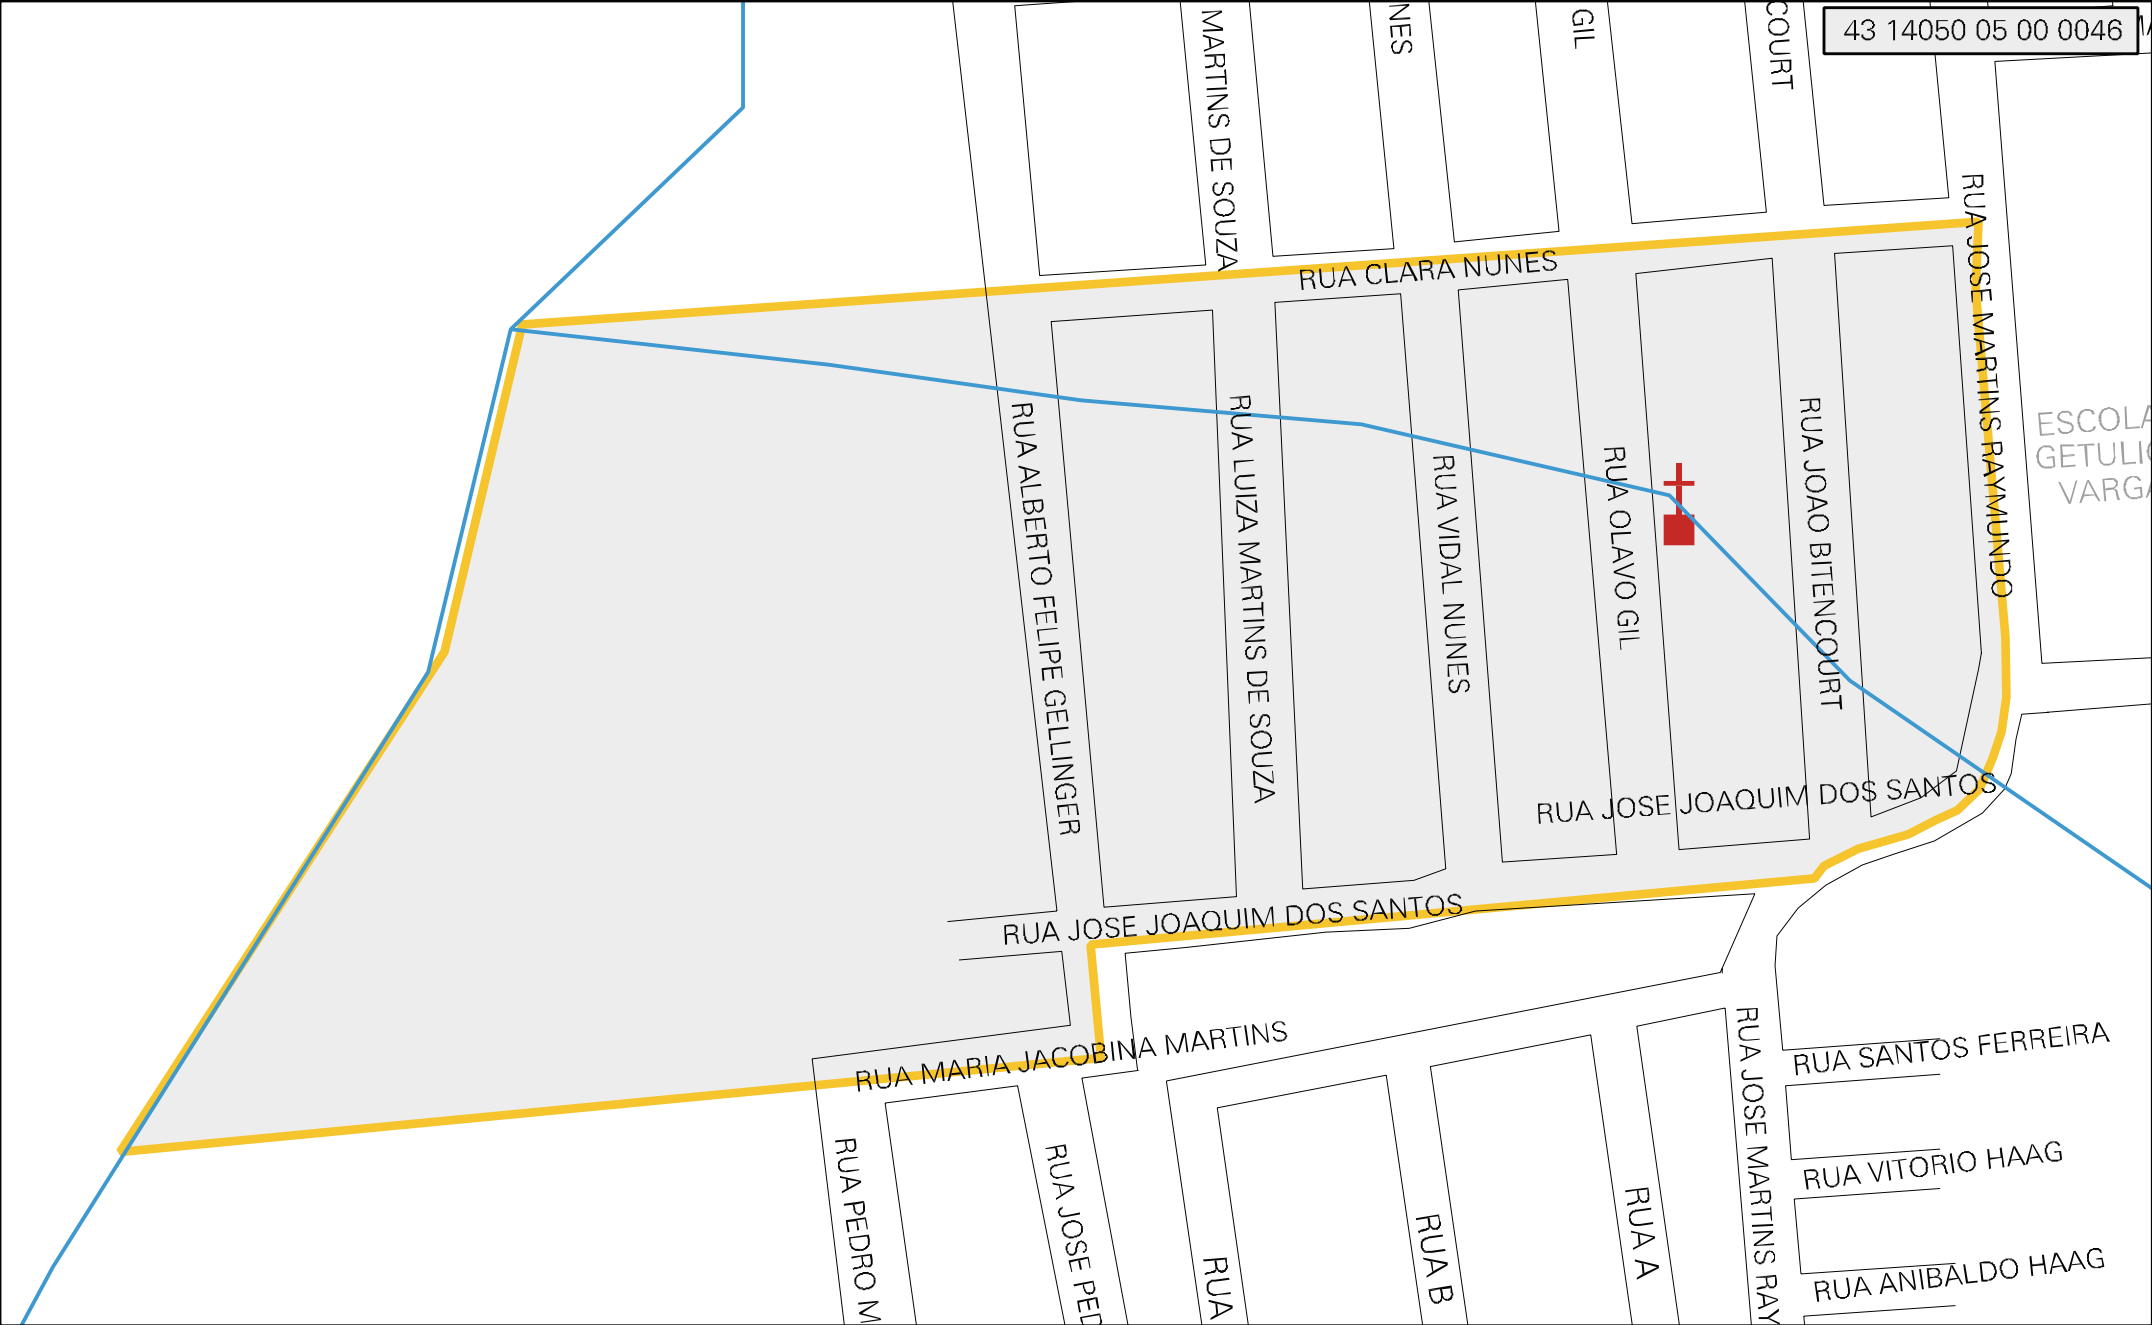 43 14050 05 00 0046
MARTINS DE SOUZA
NES
GIL
COURT
RUA CLARA NUNES
RUA JOSE MARTINS RAYMUNDO
ESCOLA
GETULIO
VARGA
RUA ALBERTO FELIPE GELLINGER
RUA LUIZA MARTINS DE SOUZA
RUA VIDAL NUNES
RUA OLAVO GIL
RUA JOAO BITENCOURT
RUA JOSE JOAQUIM DOS SANTOS
RUA JOSE JOAQUIM DOS SANTOS
RUA MARIA JACOBINA MARTINS
RUA SANTOS FERREIRA
RUA VITORIO HAAG
RUA ANIBALDO HAAG
RUA PEDRO M
RUA JOSE PED
RUA
RUA B
RUA A
RUA JOSE MARTINS RAY